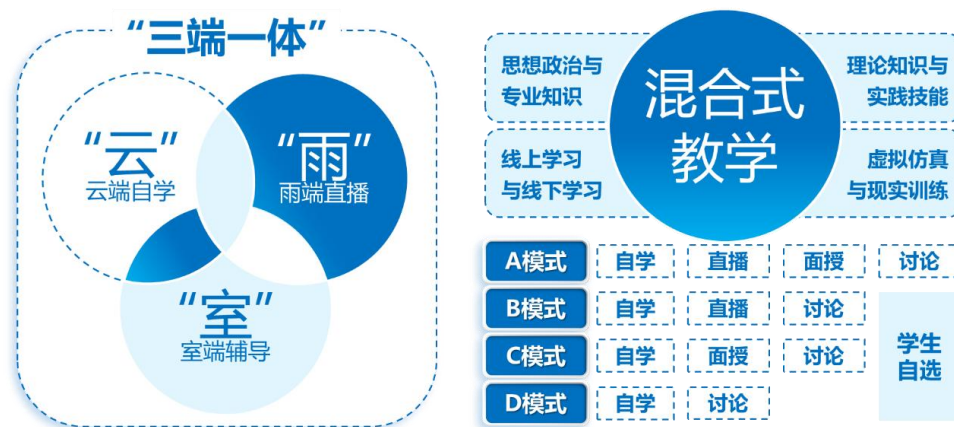 “三端一体”
“云”
云端自学
“雨”
雨端直播
“室”
室端辅导
混合式
教学
思想政治与
专业知识
理论知识与
实践技能
线上学习
与线下学习
虚拟仿真
与现实训练
A模式 自学 直播 面授 讨论
B模式 自学 直播 讨论
C模式 自学 面授 讨论
D模式 自学 讨论
学生
自选